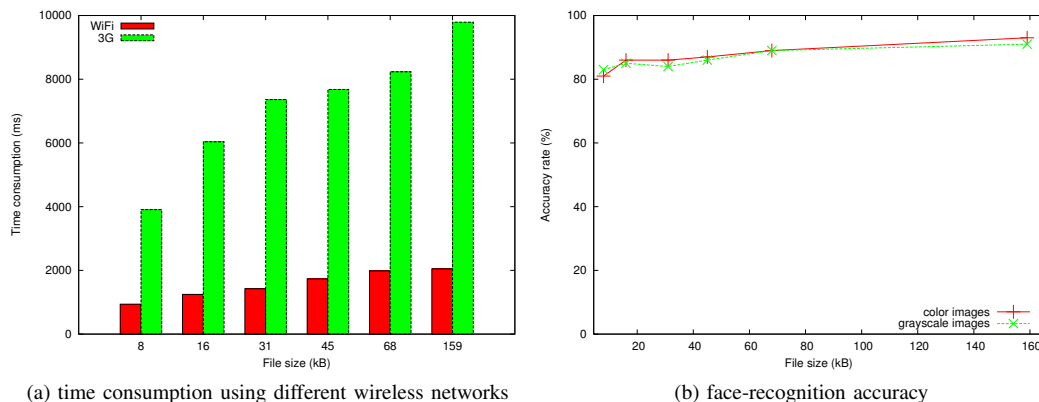 10000
8000
6000
4000
2000
0
Time consumption (ms)
WiFi
3G
8 16 31 45 68 159
File size (kB)
(a) time consumption using different wireless networks
100
80
60
40
20
0
Accuracy rate (%)
color images
grayscale images
20 40 60 80 100 120 140 160
File size (kB)
(b) face-recognition accuracy